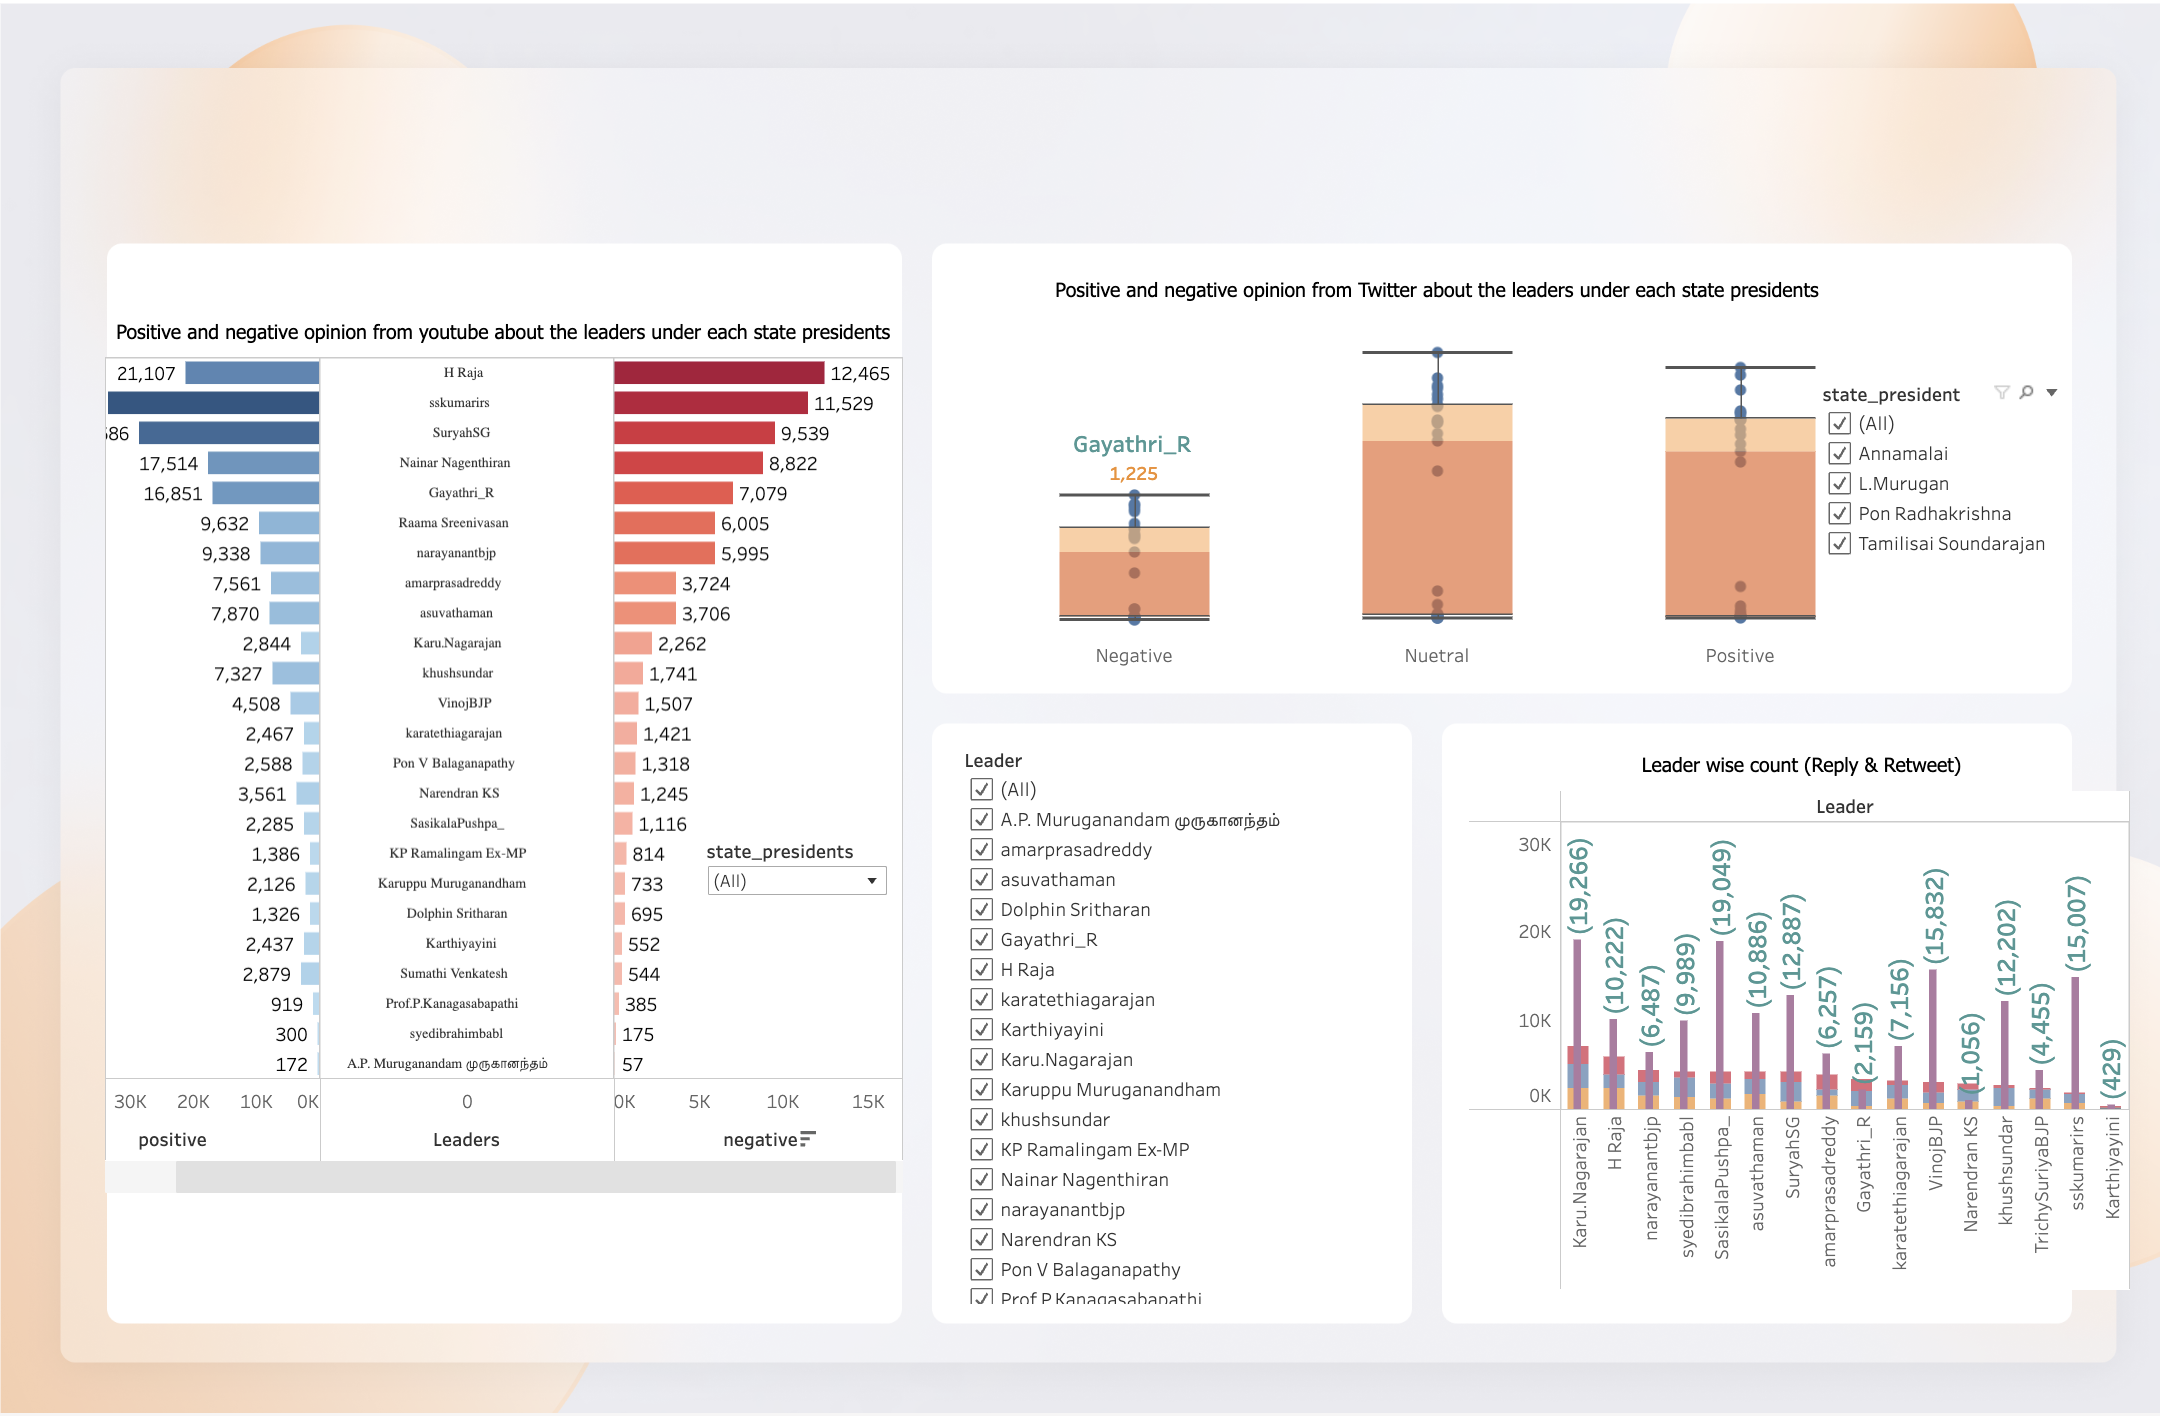 Positive and negative opinion from youtube about the leaders under each state presidents
21,107 H Raja 12,465
sskumarirs 11,529
SuryahSG 9,539
17,514 Nainar Nagenthiran 8,822
16,851 Gayathri_R 7,079
9,632 Raama Sreenivasan 6,005
9,338 narayanantbjp 5,995
7,561 amarprasadreddy 3,724
7,870 asuvathaman 3,706
2,844 Karu.Nagarajan 2,262
7,327 khushsundar 1,741
4,508 VinojBJP 1,507
2,467 karatethiagarajan 1,421
2,588 Pon V Balaganapathy 1,318
3,561 Narendran KS 1,245
2,285 SasikalaPushpa_ 1,116
1,386 KP Ramalingam Ex-MP 814
2,126 Karuppu Muruganandham 733
1,326 Dolphin Sritharan 695
2,437 Karthiyayini 552
2,879 Sumathi Venkatesh 544
919 Prof.P.Kanagasabapathi 385
300 syedibrahimbabl 175
172 A.P. Muruganandam முருகானந்தம் 57
30K 20K 10K 0K 0 0K 5K 10K 15K
positive Leaders negative
state_presidents
(All)
Positive and negative opinion from Twitter about the leaders under each state presidents
Gayathri_R
1,225
Negative Nuetral Positive
state_president
(All)
Annamalai
L.Murugan
Pon Radhakrishna
Tamilisai Soundarajan
Leader
(All)
A.P. Muruganandam முருகானந்தம்
amarprasadreddy
asuvathaman
Dolphin Sritharan
Gayathri_R
H Raja
karatethiagarajan
Karthiyayini
Karu.Nagarajan
Karuppu Muruganandham
khushsundar
KP Ramalingam Ex-MP
Nainar Nagenthiran
narayanantbjp
Narendran KS
Pon V Balaganapathy
Prof P Kanagasabapathi
Leader wise count (Reply & Retweet)
Leader
30K
20K
10K
0K
(19,266)
(10,222)
(6,487)
(9,989)
(19,049)
(10,886)
(12,887)
(6,257)
(2,159)
(7,156)
(15,832)
(1,056)
(12,202)
(4,455)
(15,007)
(429)
Karu.Nagarajan
H Raja
narayanantbjp
syedibrahimbabl
SasikalaPushpa_
asuvathaman
SuryahSG
amarprasadreddy
Gayathri_R
karatethiagarajan
VinojBJP
Narendran KS
khushsundar
TrichySuriyaBJP
sskumarirs
Karthiyayini